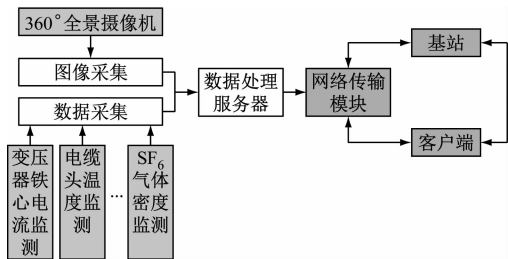 360°全景摄像机
图像采集
数据采集
数据处理
服务器
网络传输
模块
基站
客户端
变压
器铁
心电
流监
测
电缆
头温
度监
测
...
SF6
气体
密度
监测